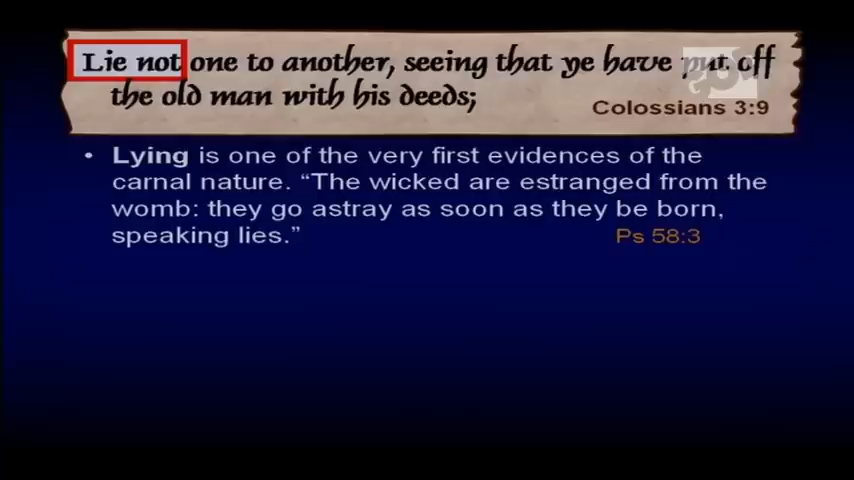 Lie not one to another, seeing that ye have put off
the old man with his deeds;
Colossians 3:9
• Lying is one of the very first evidences of the
carnal nature. “The wicked are estranged from the
womb: they go astray as soon as they be born,
speaking lies.”
Ps 58:3